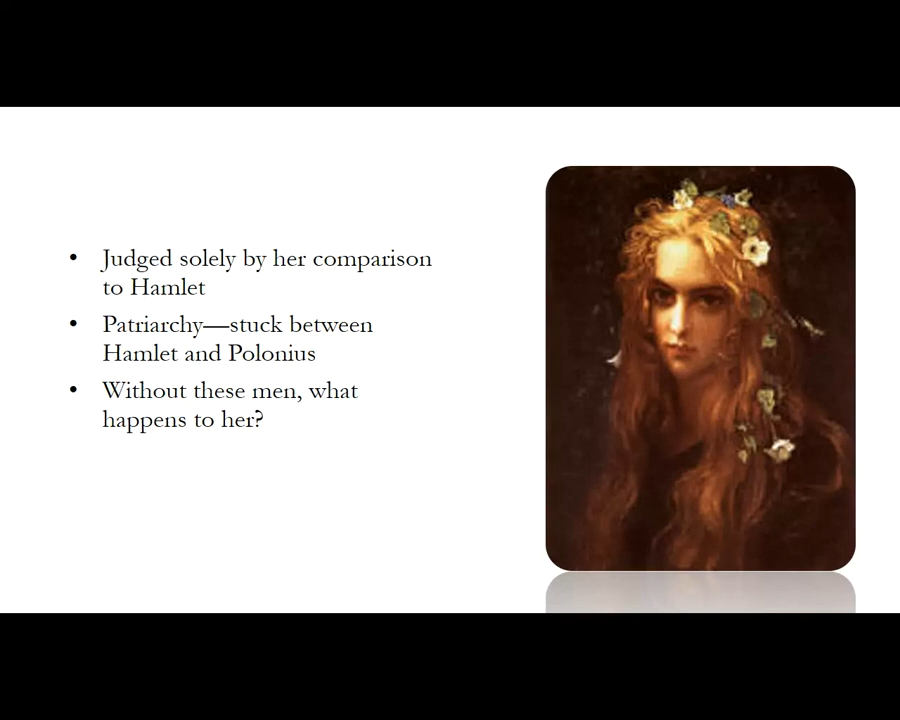 • Judged solely by her comparison
to Hamlet
• Patriarchy—stuck between
Hamlet and Polonius
• Without these men, what
happens to her?